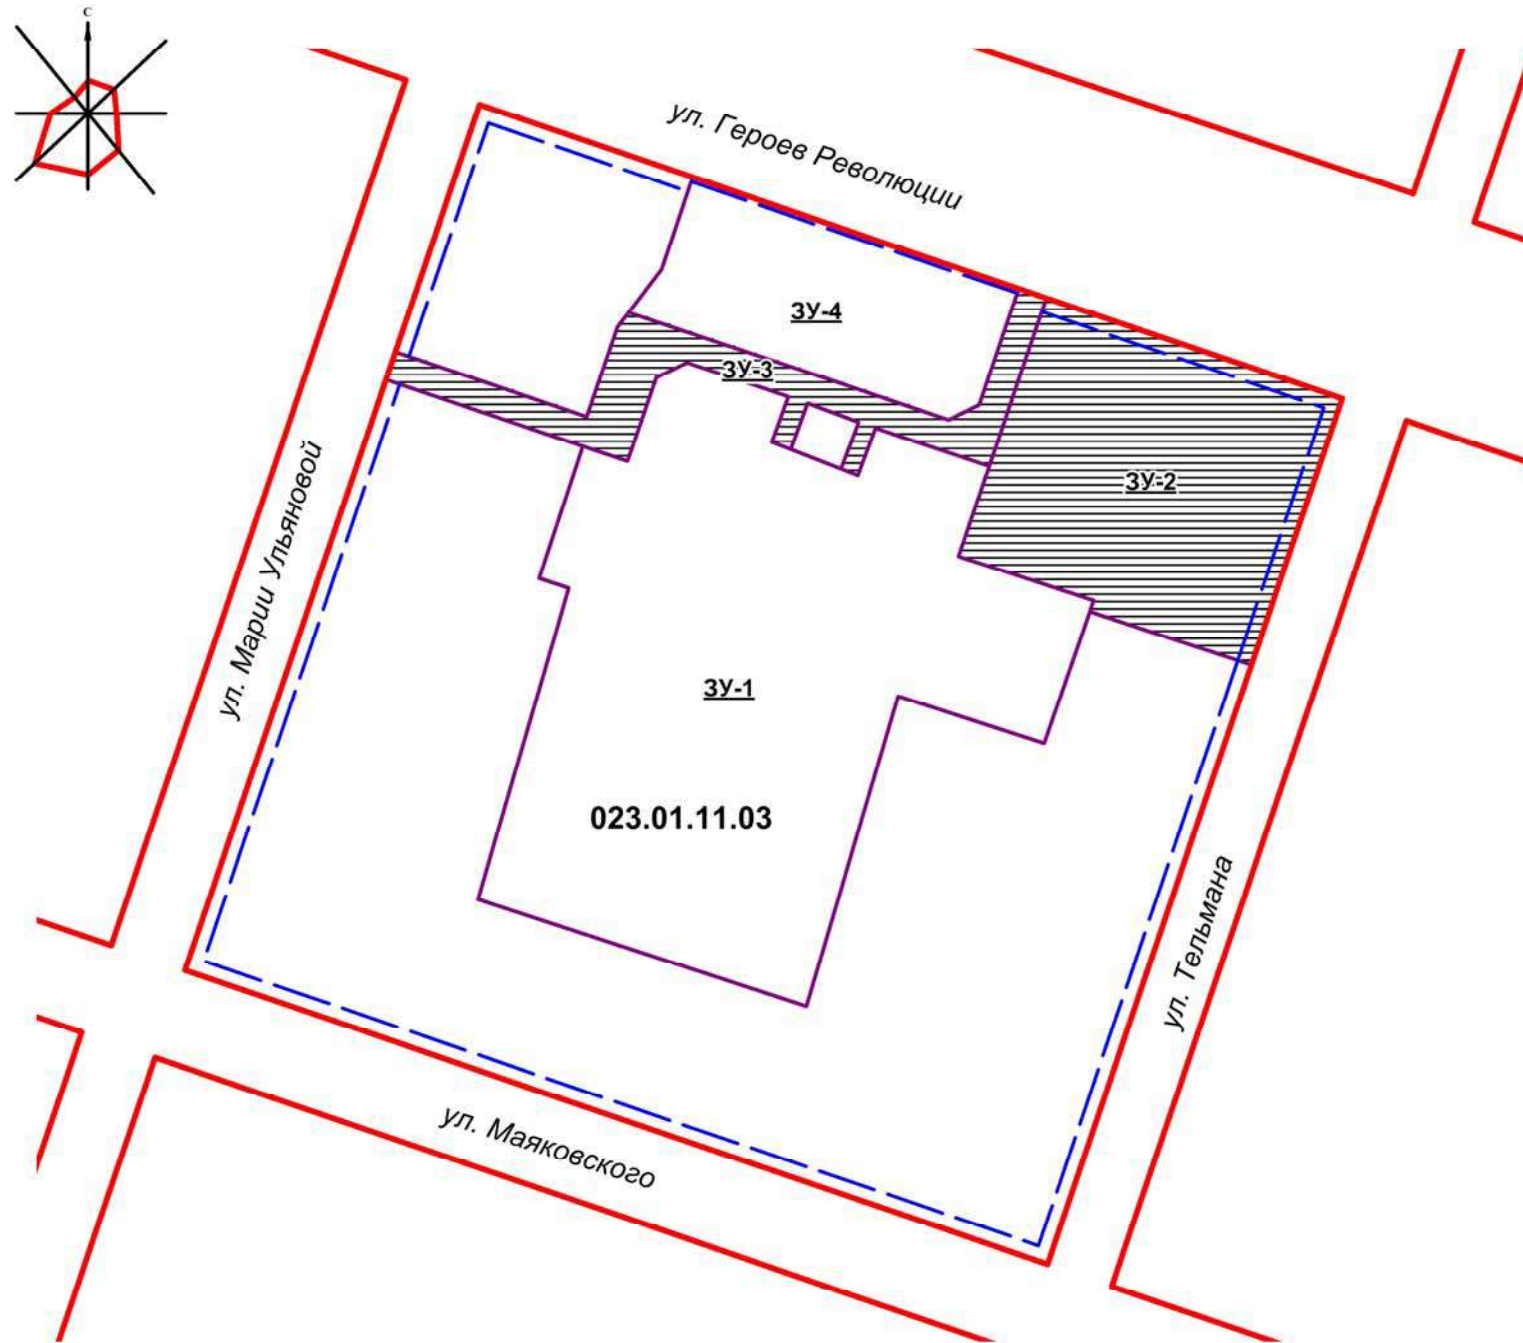 С
ул. Героев Революции
ЗУ-4
ЗУ-3
ЗУ-2
ул. Марии Ульяновой
ЗУ-1
023.01.11.03
ул. Тельмана
ул. Маяковского